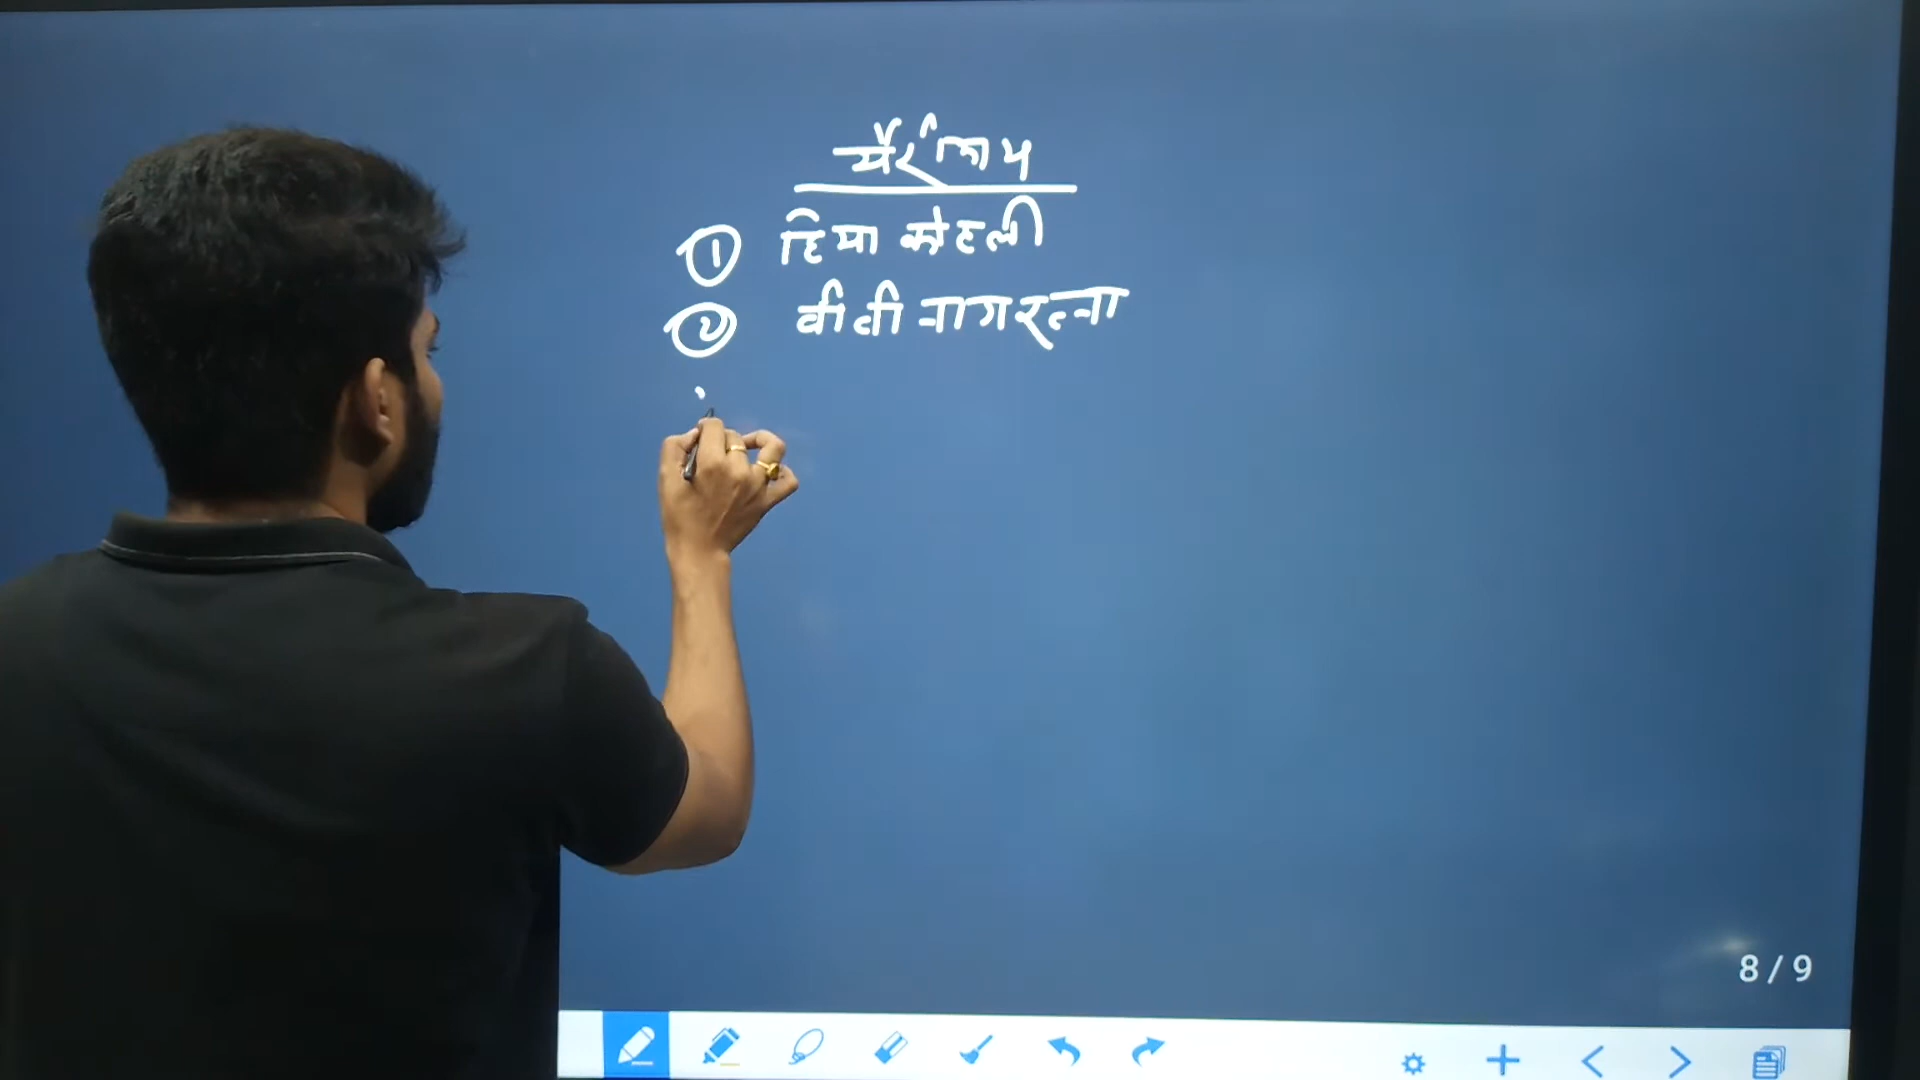 ① हिमा कोहली
② बीवी नागरत्ना
8 / 9